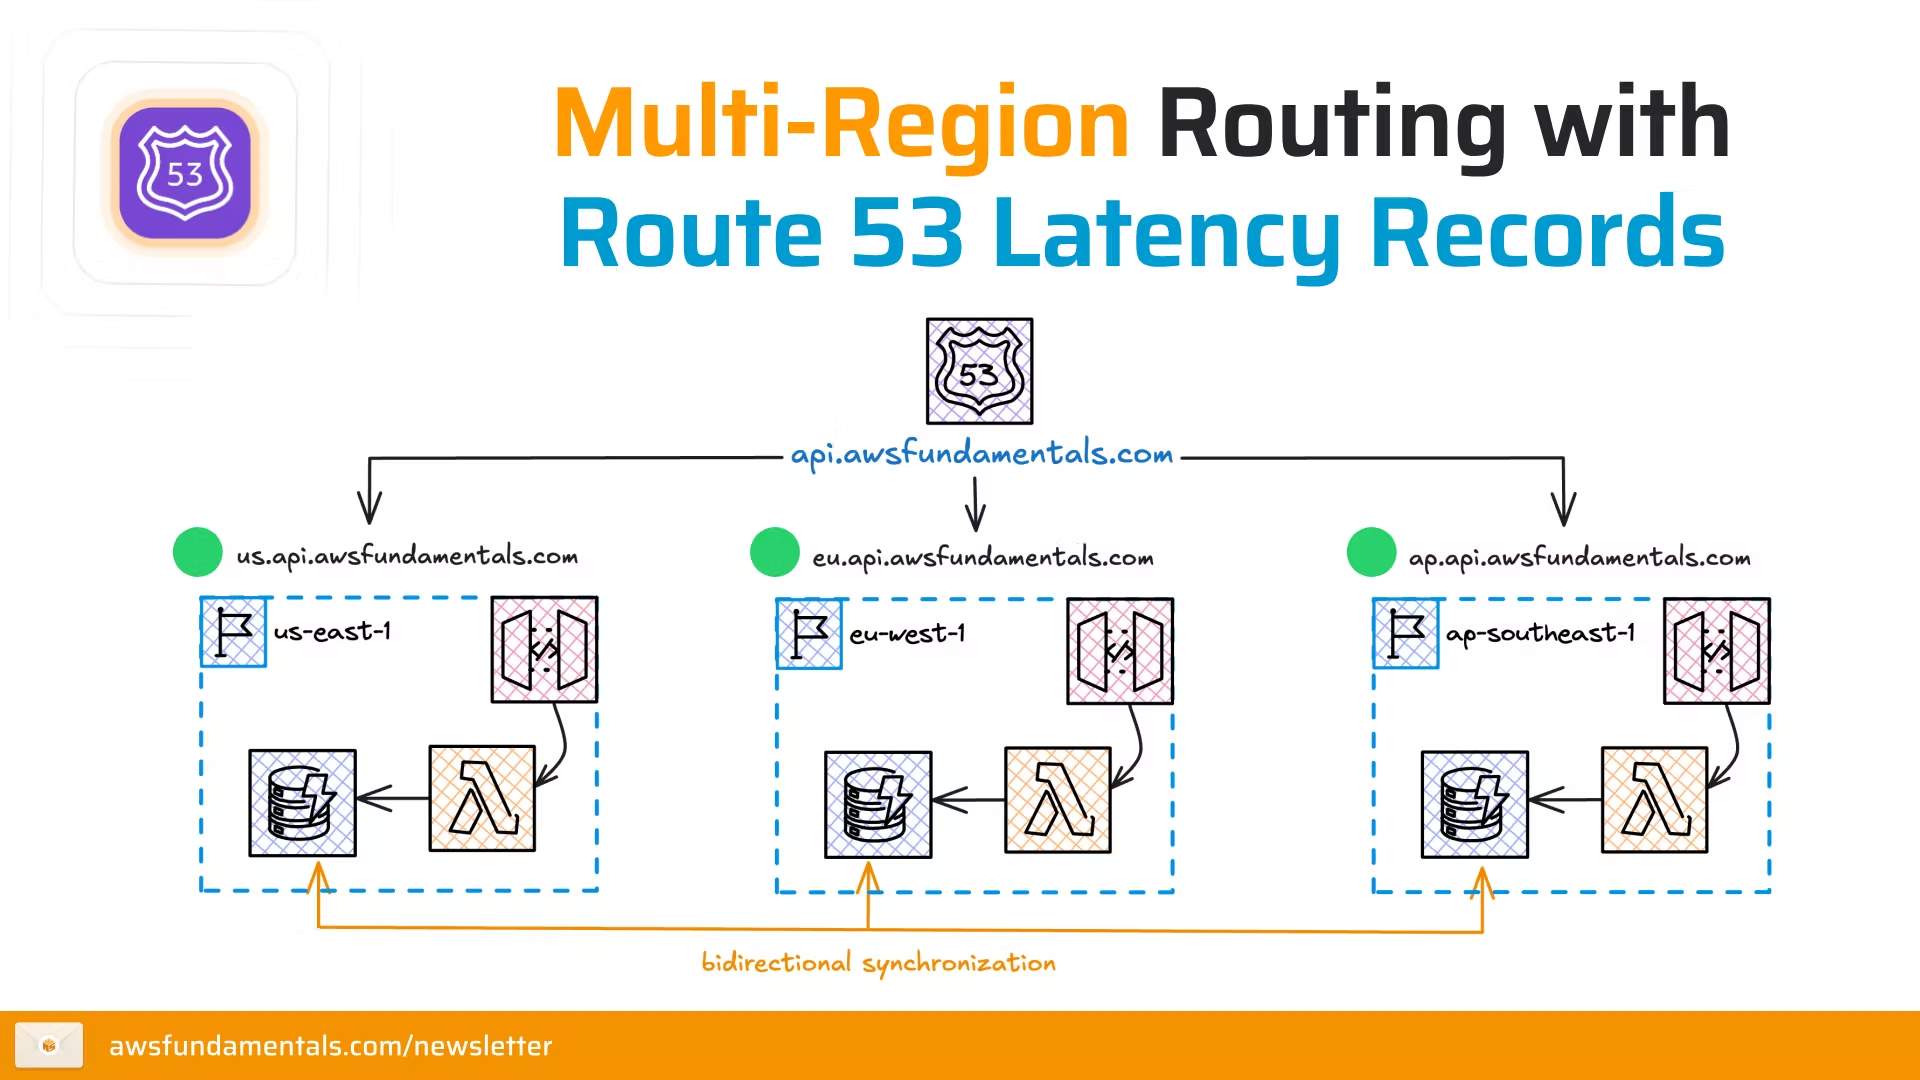 53
Multi-Region Routing with
Route 53 Latency Records
53
api.awsfundamentals.com
us.api.awsfundamentals.com
eu.api.awsfundamentals.com
ap.api.awsfundamentals.com
us-east-1
</>
eu-west-1
</>
ap-southeast-1
</>
bidirectional synchronization
awsfundamentals.com/newsletter